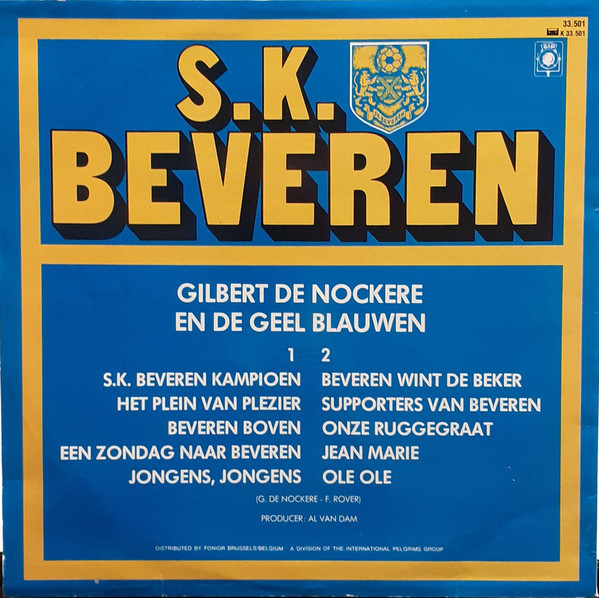 33.501
K 33.501
S.K.
S.K. BEVEREN
BEVEREN
GILBERT DE NOCKERE
EN DE GEEL BLAUWEN
1 2
S.K. BEVEREN KAMPIOEN BEVEREN WINT DE BEKER
HET PLEIN VAN PLEZIER SUPPORTERS VAN BEVEREN
BEVEREN BOVEN ONZE RUGGEGRAAT
EEN ZONDAG NAAR BEVEREN JEAN MARIE
JONGENS, JONGENS OLE OLE
(G. DE NOCKERE - F. ROVER)
PRODUCER: AL VAN DAM
DISTRIBUTED BY FONIOR BRUSSELS/BELGIUM A DIVISION OF THE INTERNATIONAL PELGRIMS GROUP